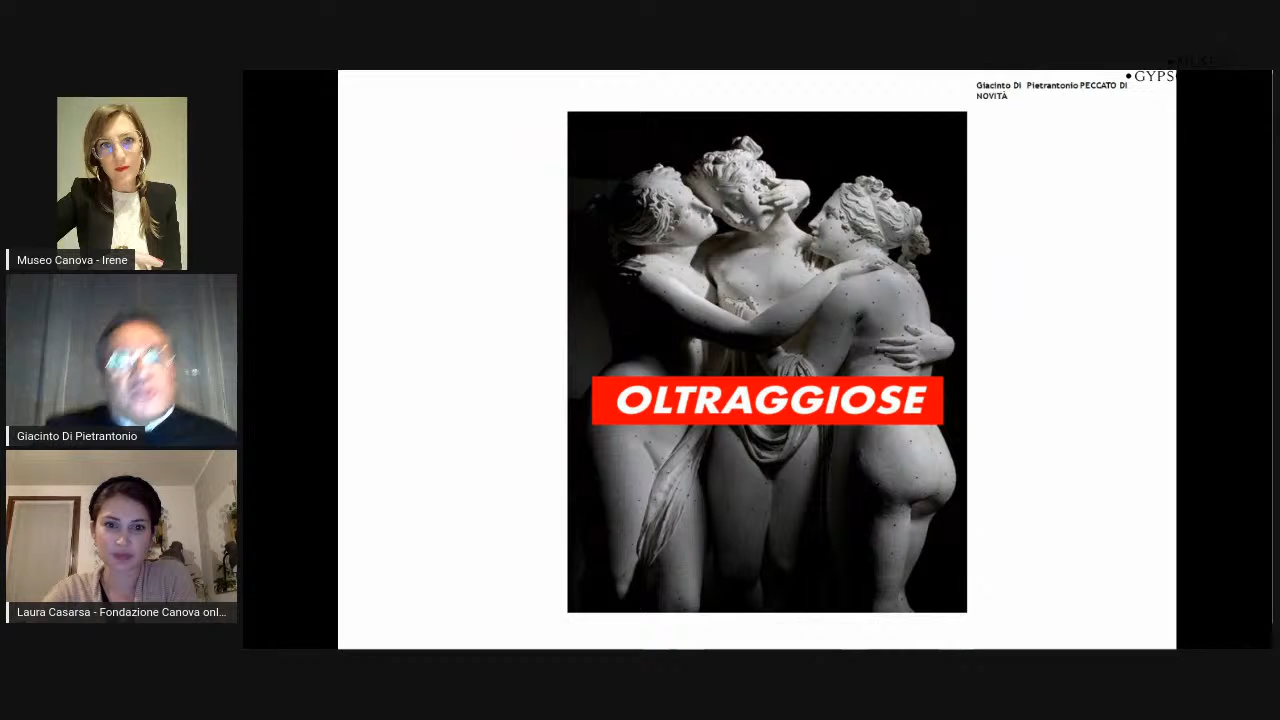 Museo Canova - Irene
Giacinto Di Pietrantonio
Laura Casarsa - Fondazione Canova onl...
Giacinto Di Pietrantonio PECCATO DI
NOVITÀ
GYPS
OLTRAGGIOSE